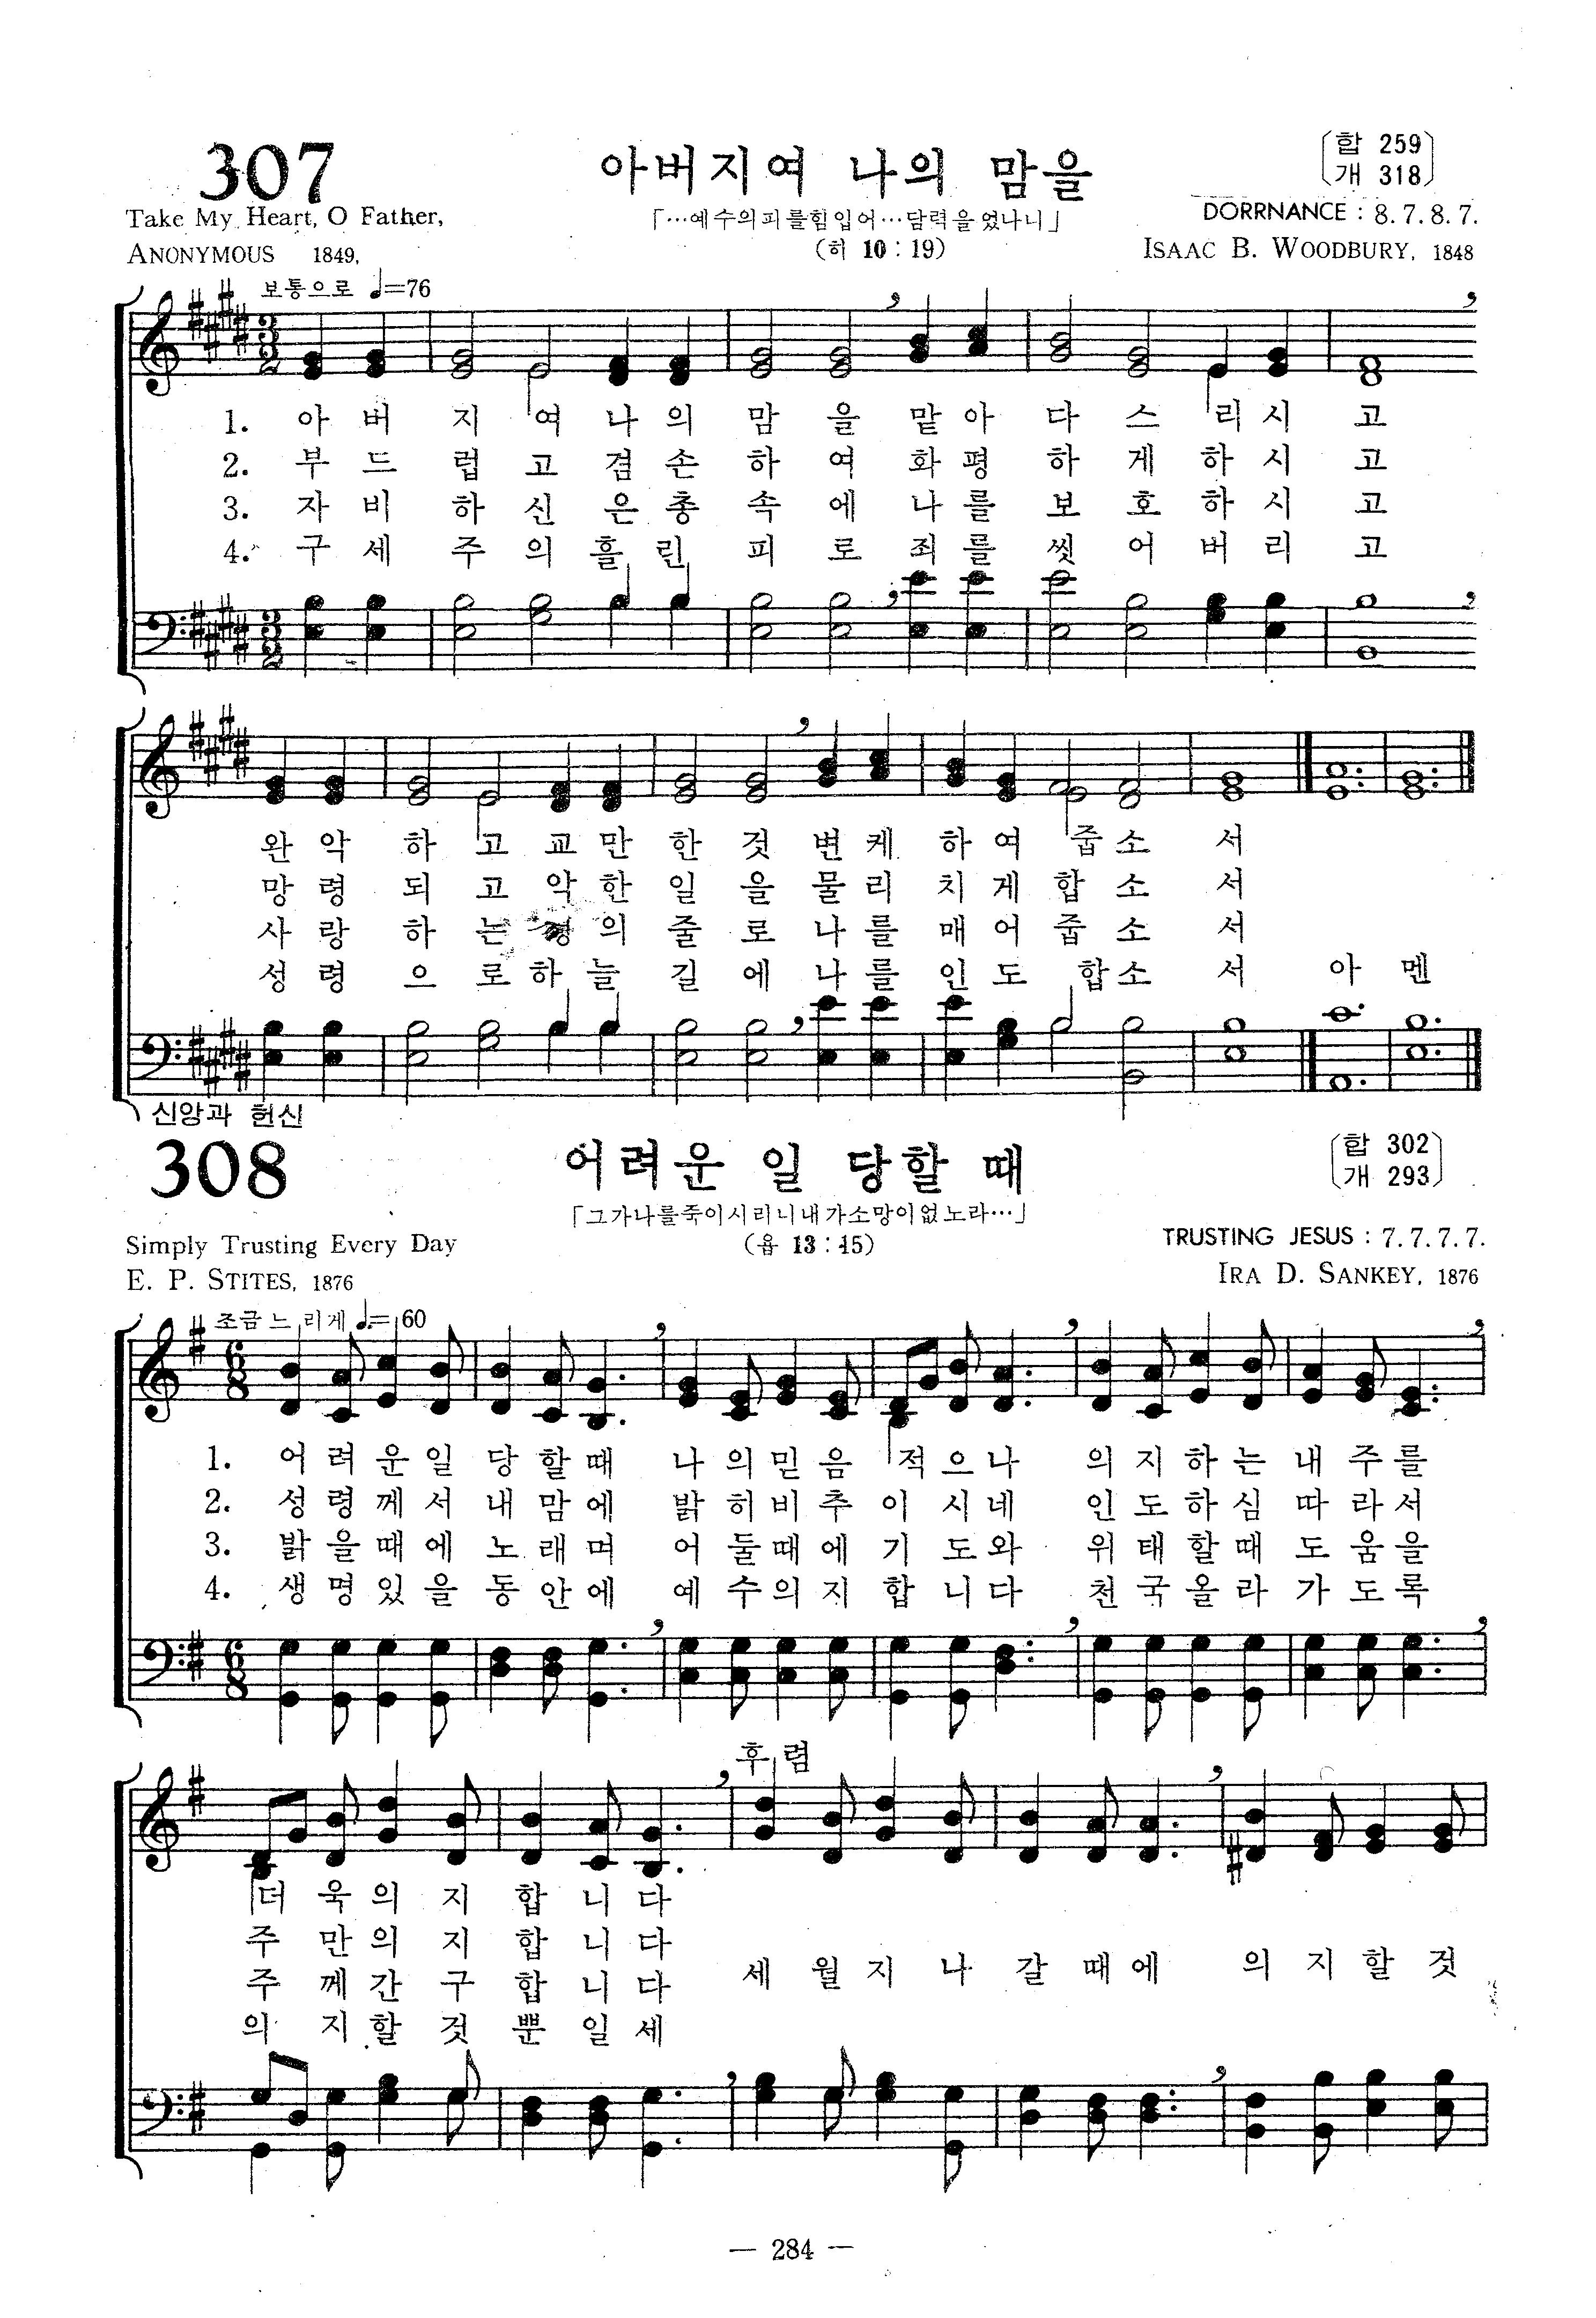 307
아버지여 나의 맘을
(합 259)
(개 318)
Take My Heart, O Father,
「…예수의피를힘입어…담력을었나니」
DORRNANCE : 8.7.8.7.
ANONYMOUS 1849,
(히 10 : 19)
ISAAC B. WOODBURY, 1848
보통으로 ♩=76
1. 아버지여나의맘을맡아다스리시고
2. 부드럽고겸손하여화평하게하시고
3. 자비하신은총속에나를보호하시고
4. 구세주의흘린피로죄를씻어버리고
완악하고교만한것변케하여줍소서
망령되고악한일을물리치게합소서
사랑하는 의줄로나를매어줍소서
성령으로하늘길에나를인도합소서 아멘
신앙과 헌신
308
어려운 일 당할 때
(합 302)
(개 293)
「그가나를죽이시리니내가소망이없노라…」
Simply Trusting Every Day
(욥 13 : 15)
TRUSTING JESUS : 7.7.7.7.
E. P. STITES, 1876
IRA D. SANKEY, 1876
조금느리게 ♩.= 60
1. 어려운일당할때 나의믿음적으나 의지하는내주를
2. 성령께서내맘에 밝히비추이시네 인도하심따라서
3. 밝을때에노래며 어둘때에기도와 위태할때도움을
4. 생명있을동안에 예수의지합니다 천국올라가도록
후렴
더욱의지합니다
주만의지합니다
주께간구합니다
의지할것뿐일세
세월지나갈때에 의지할것
— 284 —